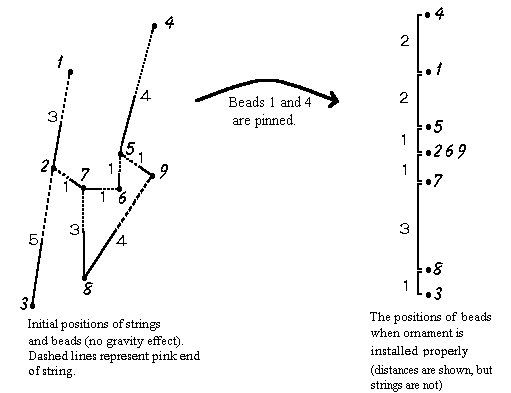 4
1
3
4
5
1
9
2
1
7
1
1
6
5
3
4
8
3
Initial positions of strings
and beads (no gravity effect).
Dashed lines represent pink end
of string.
Beads 1 and 4
are pinned.
4
2
1
2
5
1
2 6 9
1
7
3
8
1
3
The positions of beads
when ornament is
installed properly
(distances are shown, but
strings are not)